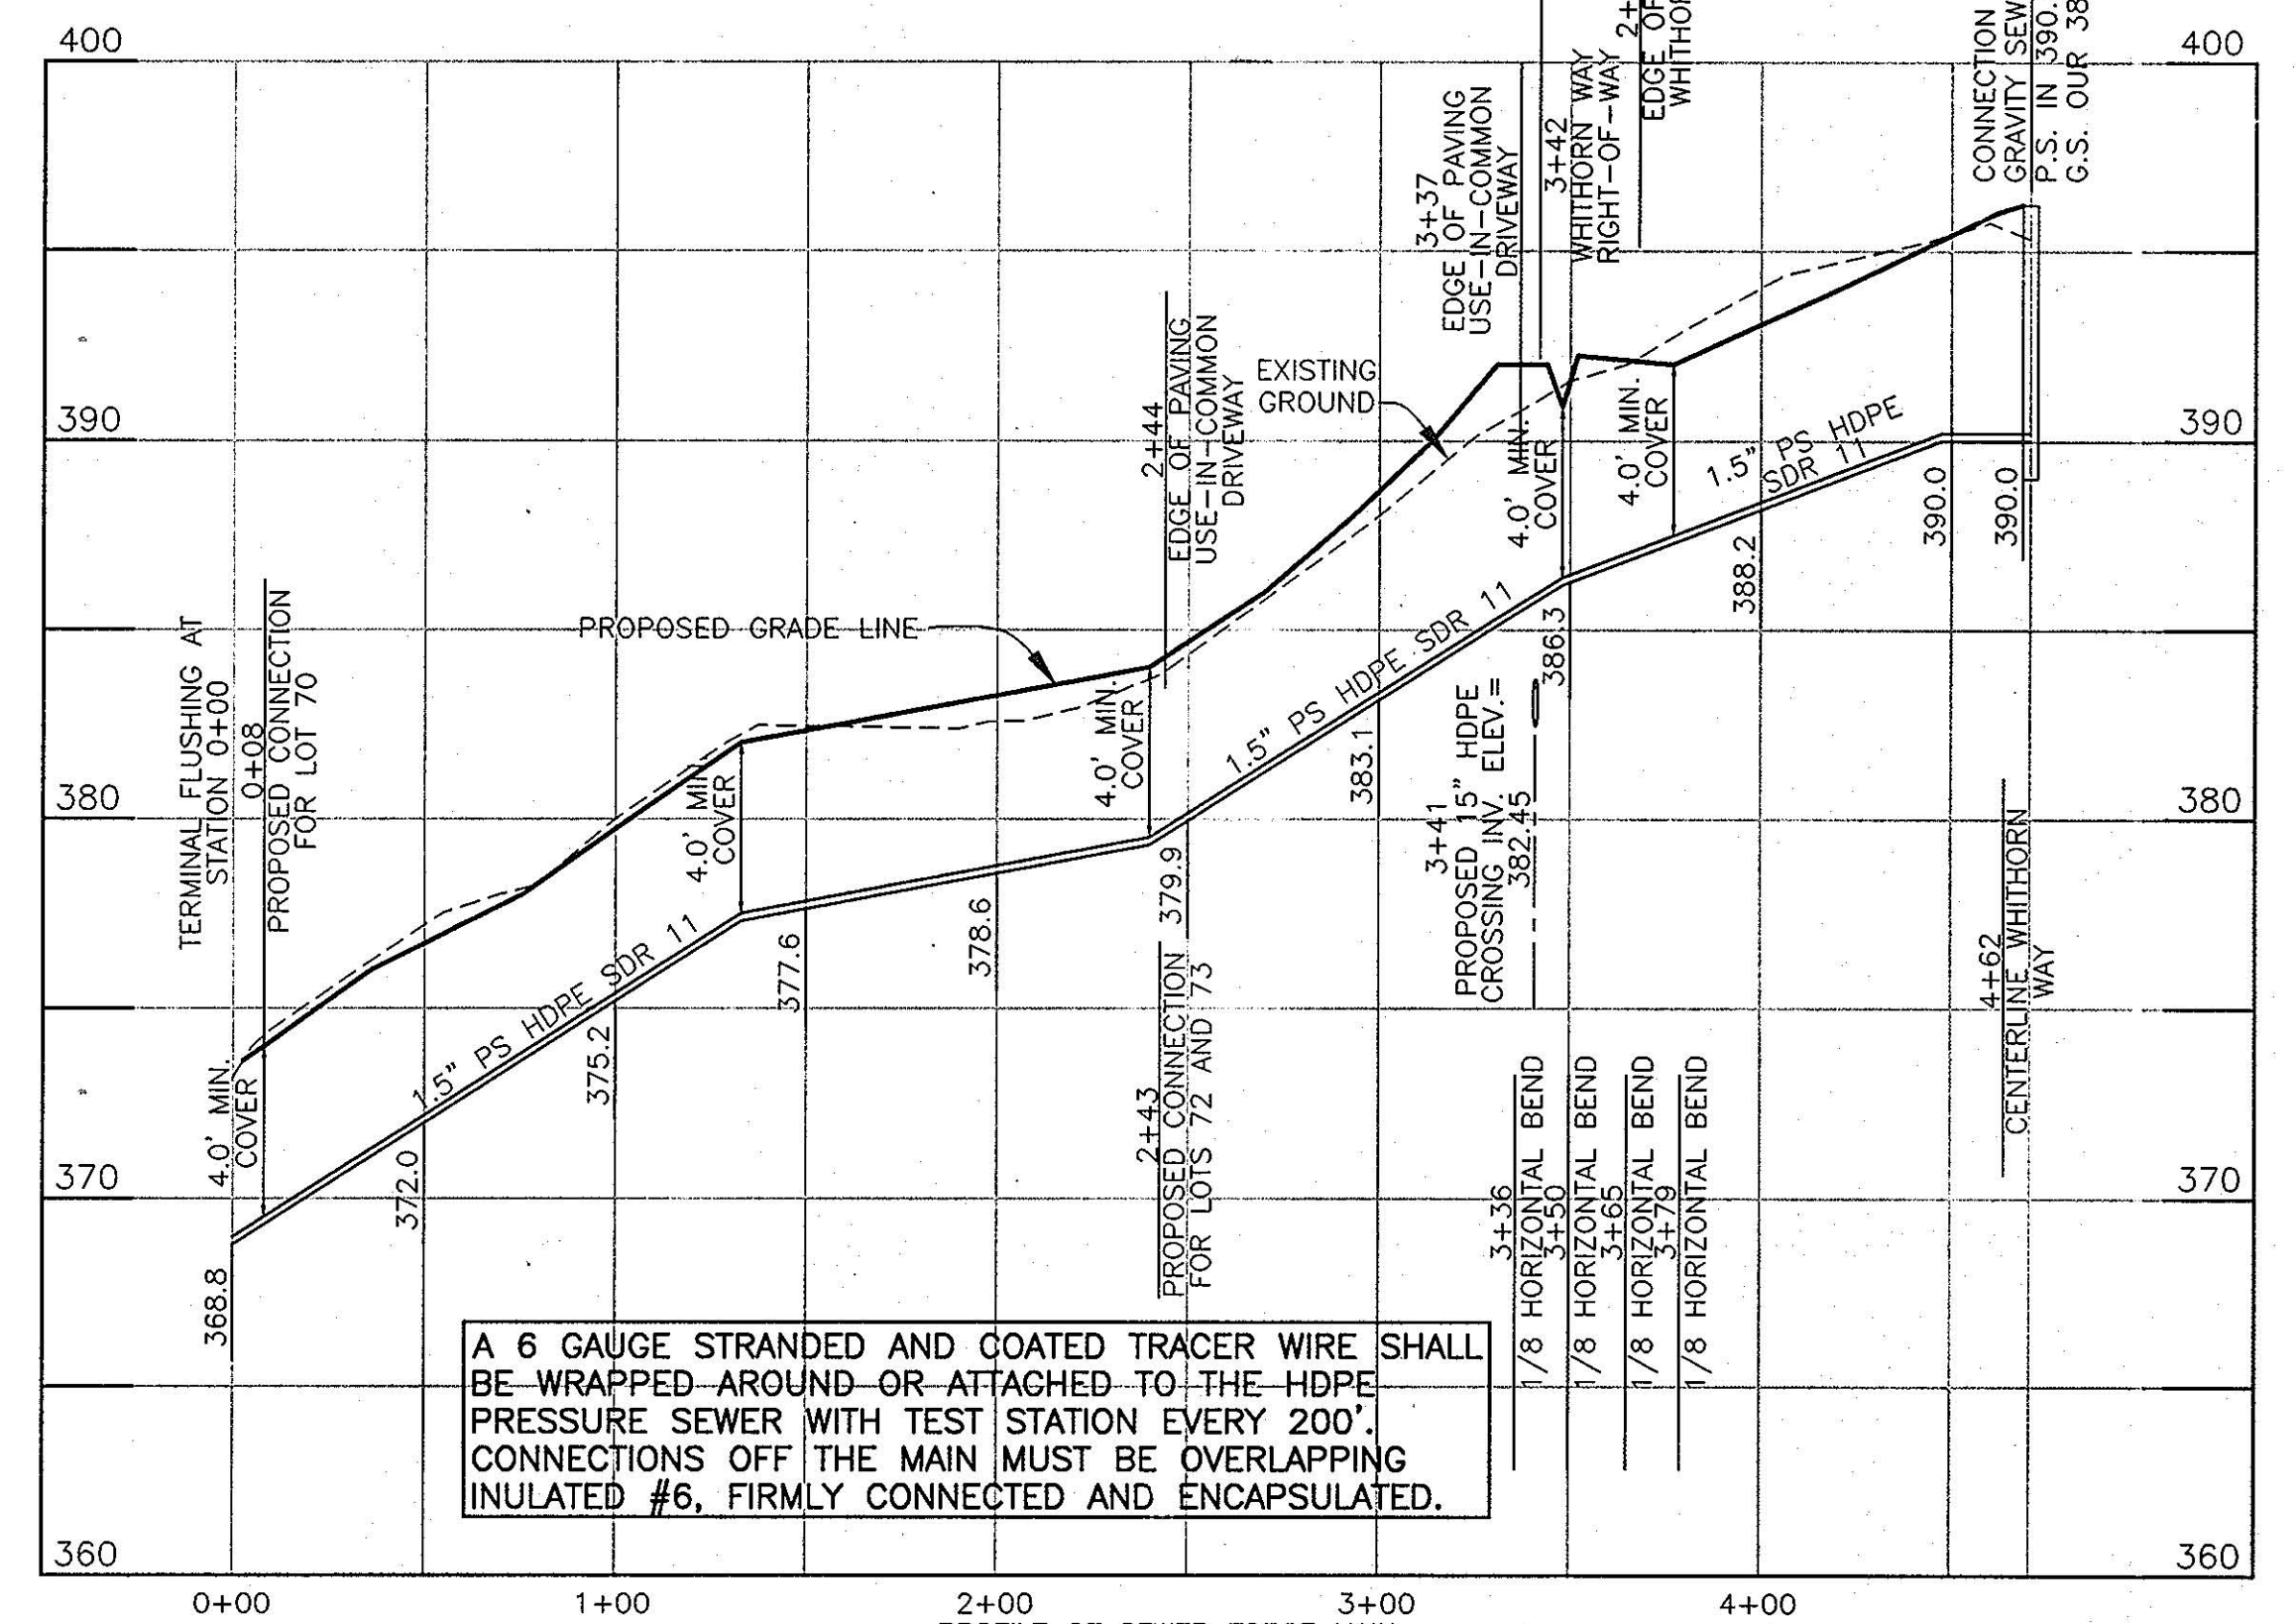 400
400
390
390
380
380
370
370
360
360
TERMINAL FLUSHING AT
STATION 0+00
0+08
PROPOSED CONNECTION
FOR LOT 70
4.0' MIN.
COVER
368.8
372.0
1.5" PS HDPE SDR 11
375.2
4.0' MIN
COVER
377.6
PROPOSED GRADE LINE
378.6
4.0' MIN.
COVER
2+44
EDGE OF PAVING
USE-IN-COMMON
DRIVEWAY
379.9
2+43
PROPOSED CONNECTION
FOR LOTS 72 AND 73
EXISTING
GROUND
1.5" PS HDPE SDR 11
383.1
3+37
EDGE OF PAVING
USE-IN-COMMON
DRIVEWAY
3+42
WHITHORN WAY
RIGHT-OF-WAY
2+
EDGE OF
4.0' MIN.
COVER
4.0' MIN.
COVER
386.3
3+41
PROPOSED 15" HDPE
CROSSING INV. ELEV.=
382.45
1.5" PS HDPE
SDR 11
388.2
390.0
390.0
CONNECTION
GRAVITY
P.S. IN 390.
G.S. OUR 38
4+62
CENTERLINE WHITHORN
WAY
3+36
1/8 HORIZONTAL BEND
3+50
1/8 HORIZONTAL BEND
3+65
1/8 HORIZONTAL BEND
3+79
1/8 HORIZONTAL BEND
A 6 GAUGE STRANDED AND COATED TRACER WIRE SHALL
BE WRAPPED AROUND OR ATTACHED TO THE HDPE
PRESSURE SEWER WITH TEST STATION EVERY 200'.
CONNECTIONS OFF THE MAIN MUST BE OVERLAPPING
INULATED #6, FIRMLY CONNECTED AND ENCAPSULATED.
0+00
1+00
2+00
3+00
4+00